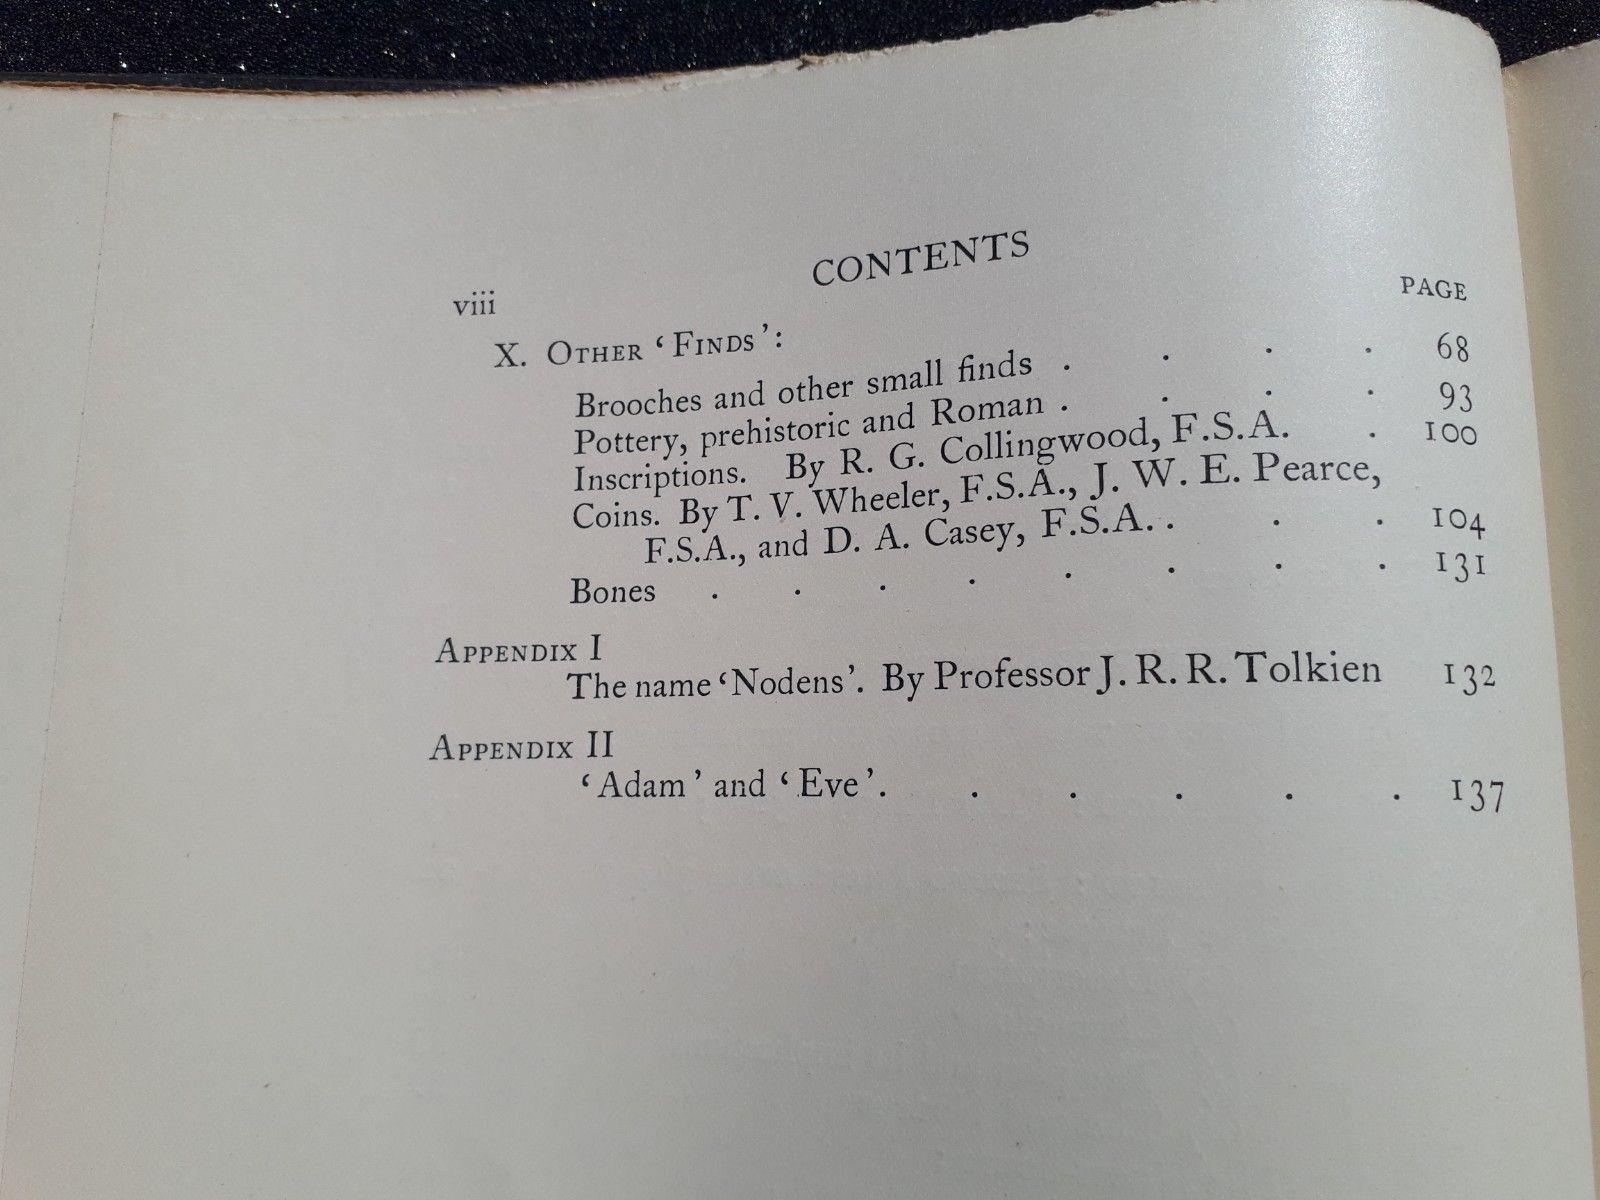 viii
CONTENTS
PAGE
X. OTHER ‘FINDS’:
Brooches and other small finds . . . . 68
Pottery, prehistoric and Roman . . . . 93
Inscriptions. By R. G. Collingwood, F.S.A. . 100
Coins. By T. V. Wheeler, F.S.A., J. W. E. Pearce,
F.S.A., and D. A. Casey, F.S.A. . . . 104
Bones . . . . . . . . 131
APPENDIX I
The name ‘Nodens’. By Professor J. R. R. Tolkien 132
APPENDIX II
‘Adam’ and ‘Eve’. . . . . . 137